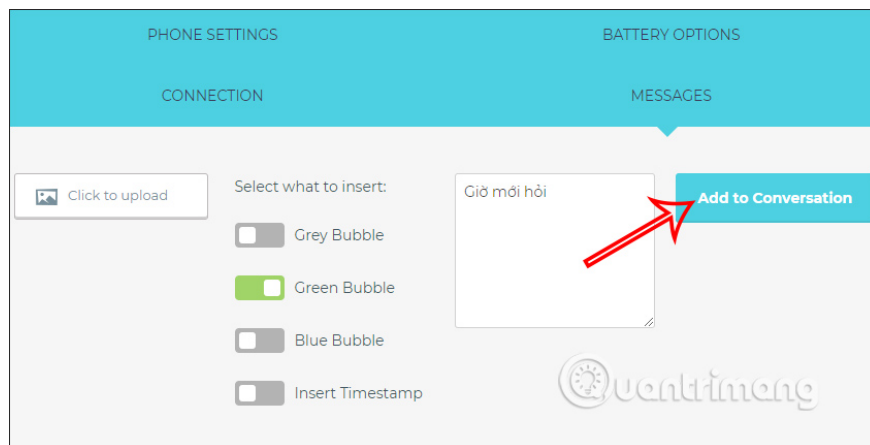 PHONE SETTINGS
BATTERY OPTIONS
CONNECTION
MESSAGES
Click to upload
Select what to insert:
Grey Bubble
Green Bubble
Blue Bubble
Insert Timestamp
Giờ mới hỏi
Add to Conversation
Quantrimang